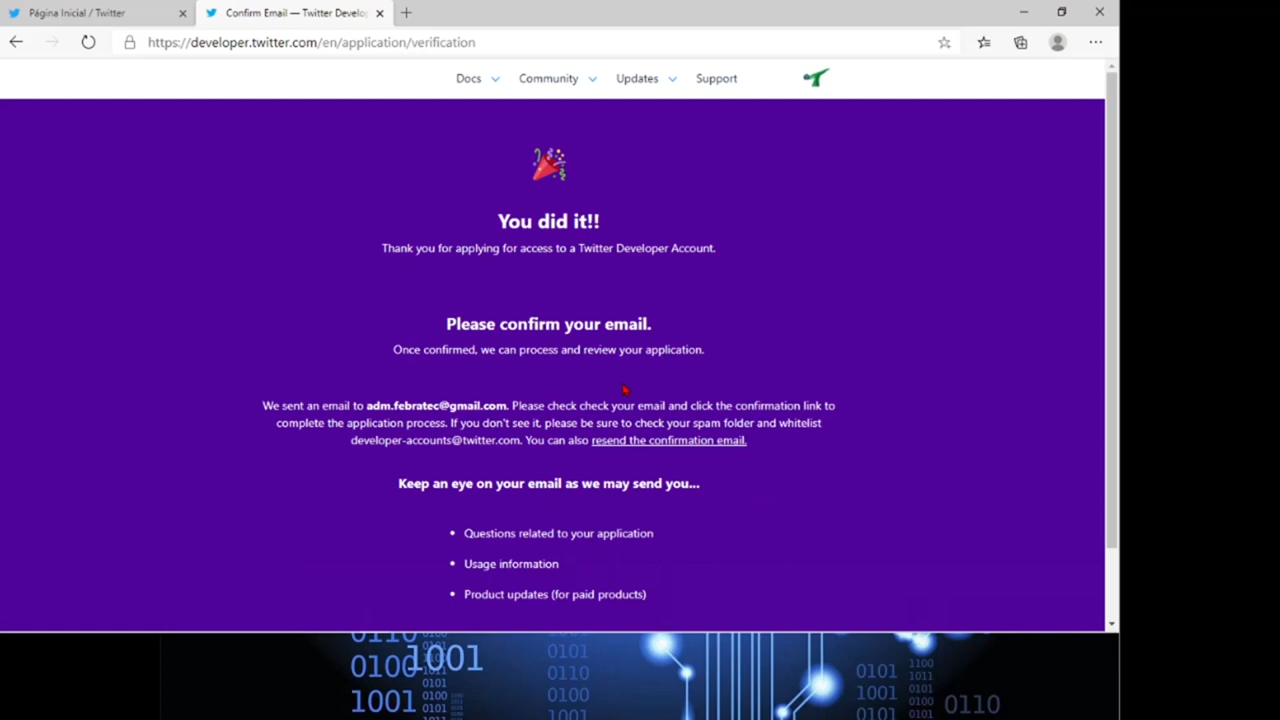 Página Inicial / Twitter
Confirm Email — Twitter Develo
https://developer.twitter.com/en/application/verification
Docs Community Updates Support
You did it!!
Thank you for applying for access to a Twitter Developer Account.
Please confirm your email.
Once confirmed, we can process and review your application.
We sent an email to adm.febratec@gmail.com. Please check check your email and click the confirmation link to
complete the application process. If you don't see it, please be sure to check your spam folder and whitelist
developer-accounts@twitter.com. You can also resend the confirmation email.
Keep an eye on your email as we may send you...
• Questions related to your application
• Usage information
• Product updates (for paid products)
0110
0100
1001
1001
0101
0110
0100
1001
0101
1001
0101
1100
1011
0101
0101
0110